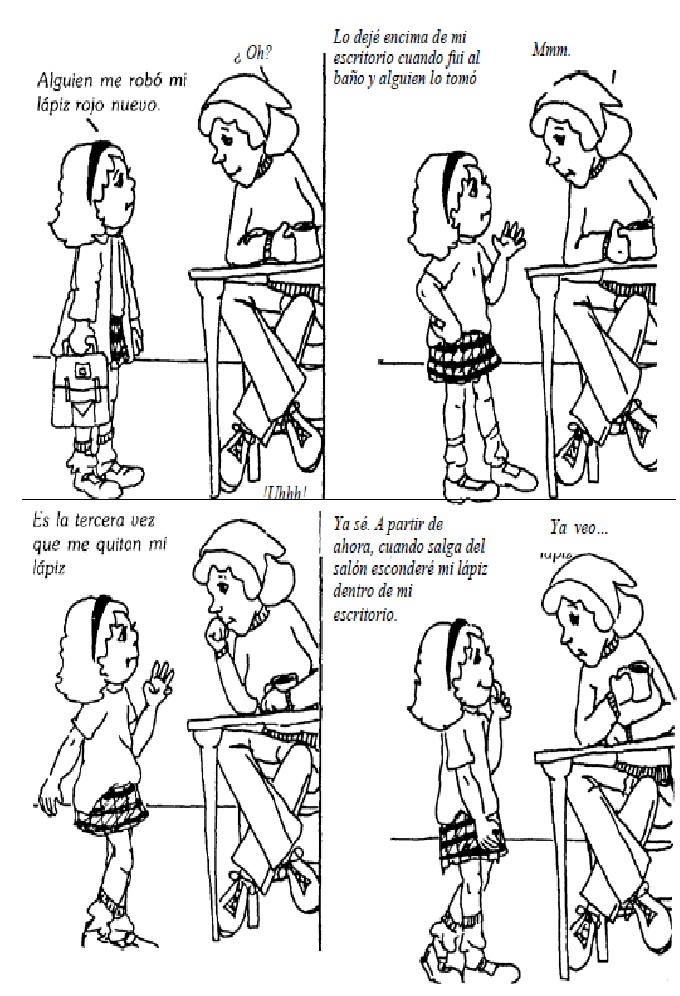 Alguien me robó mi
lápiz rojo nuevo.
¿ Oh?
Lo dejé encima de mi
escritorio cuando fui al
baño y alguien lo tomó
Mmm.
Es la tercera vez
que me quitan mi
lápiz
!Uhhh!
Ya sé. A partir de
ahora, cuando salga del
salón esconderé mi lápiz
dentro de mi
escritorio.
Ya veo...